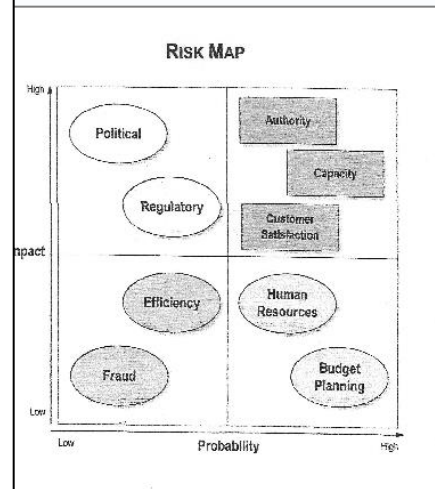 RISK MAP
High
Political
Authority
Capacity
Regulatory
Customer
Satisfaction
mpact
Efficiency
Human
Resources
Fraud
Budget
Planning
Low
Low
Probability
High